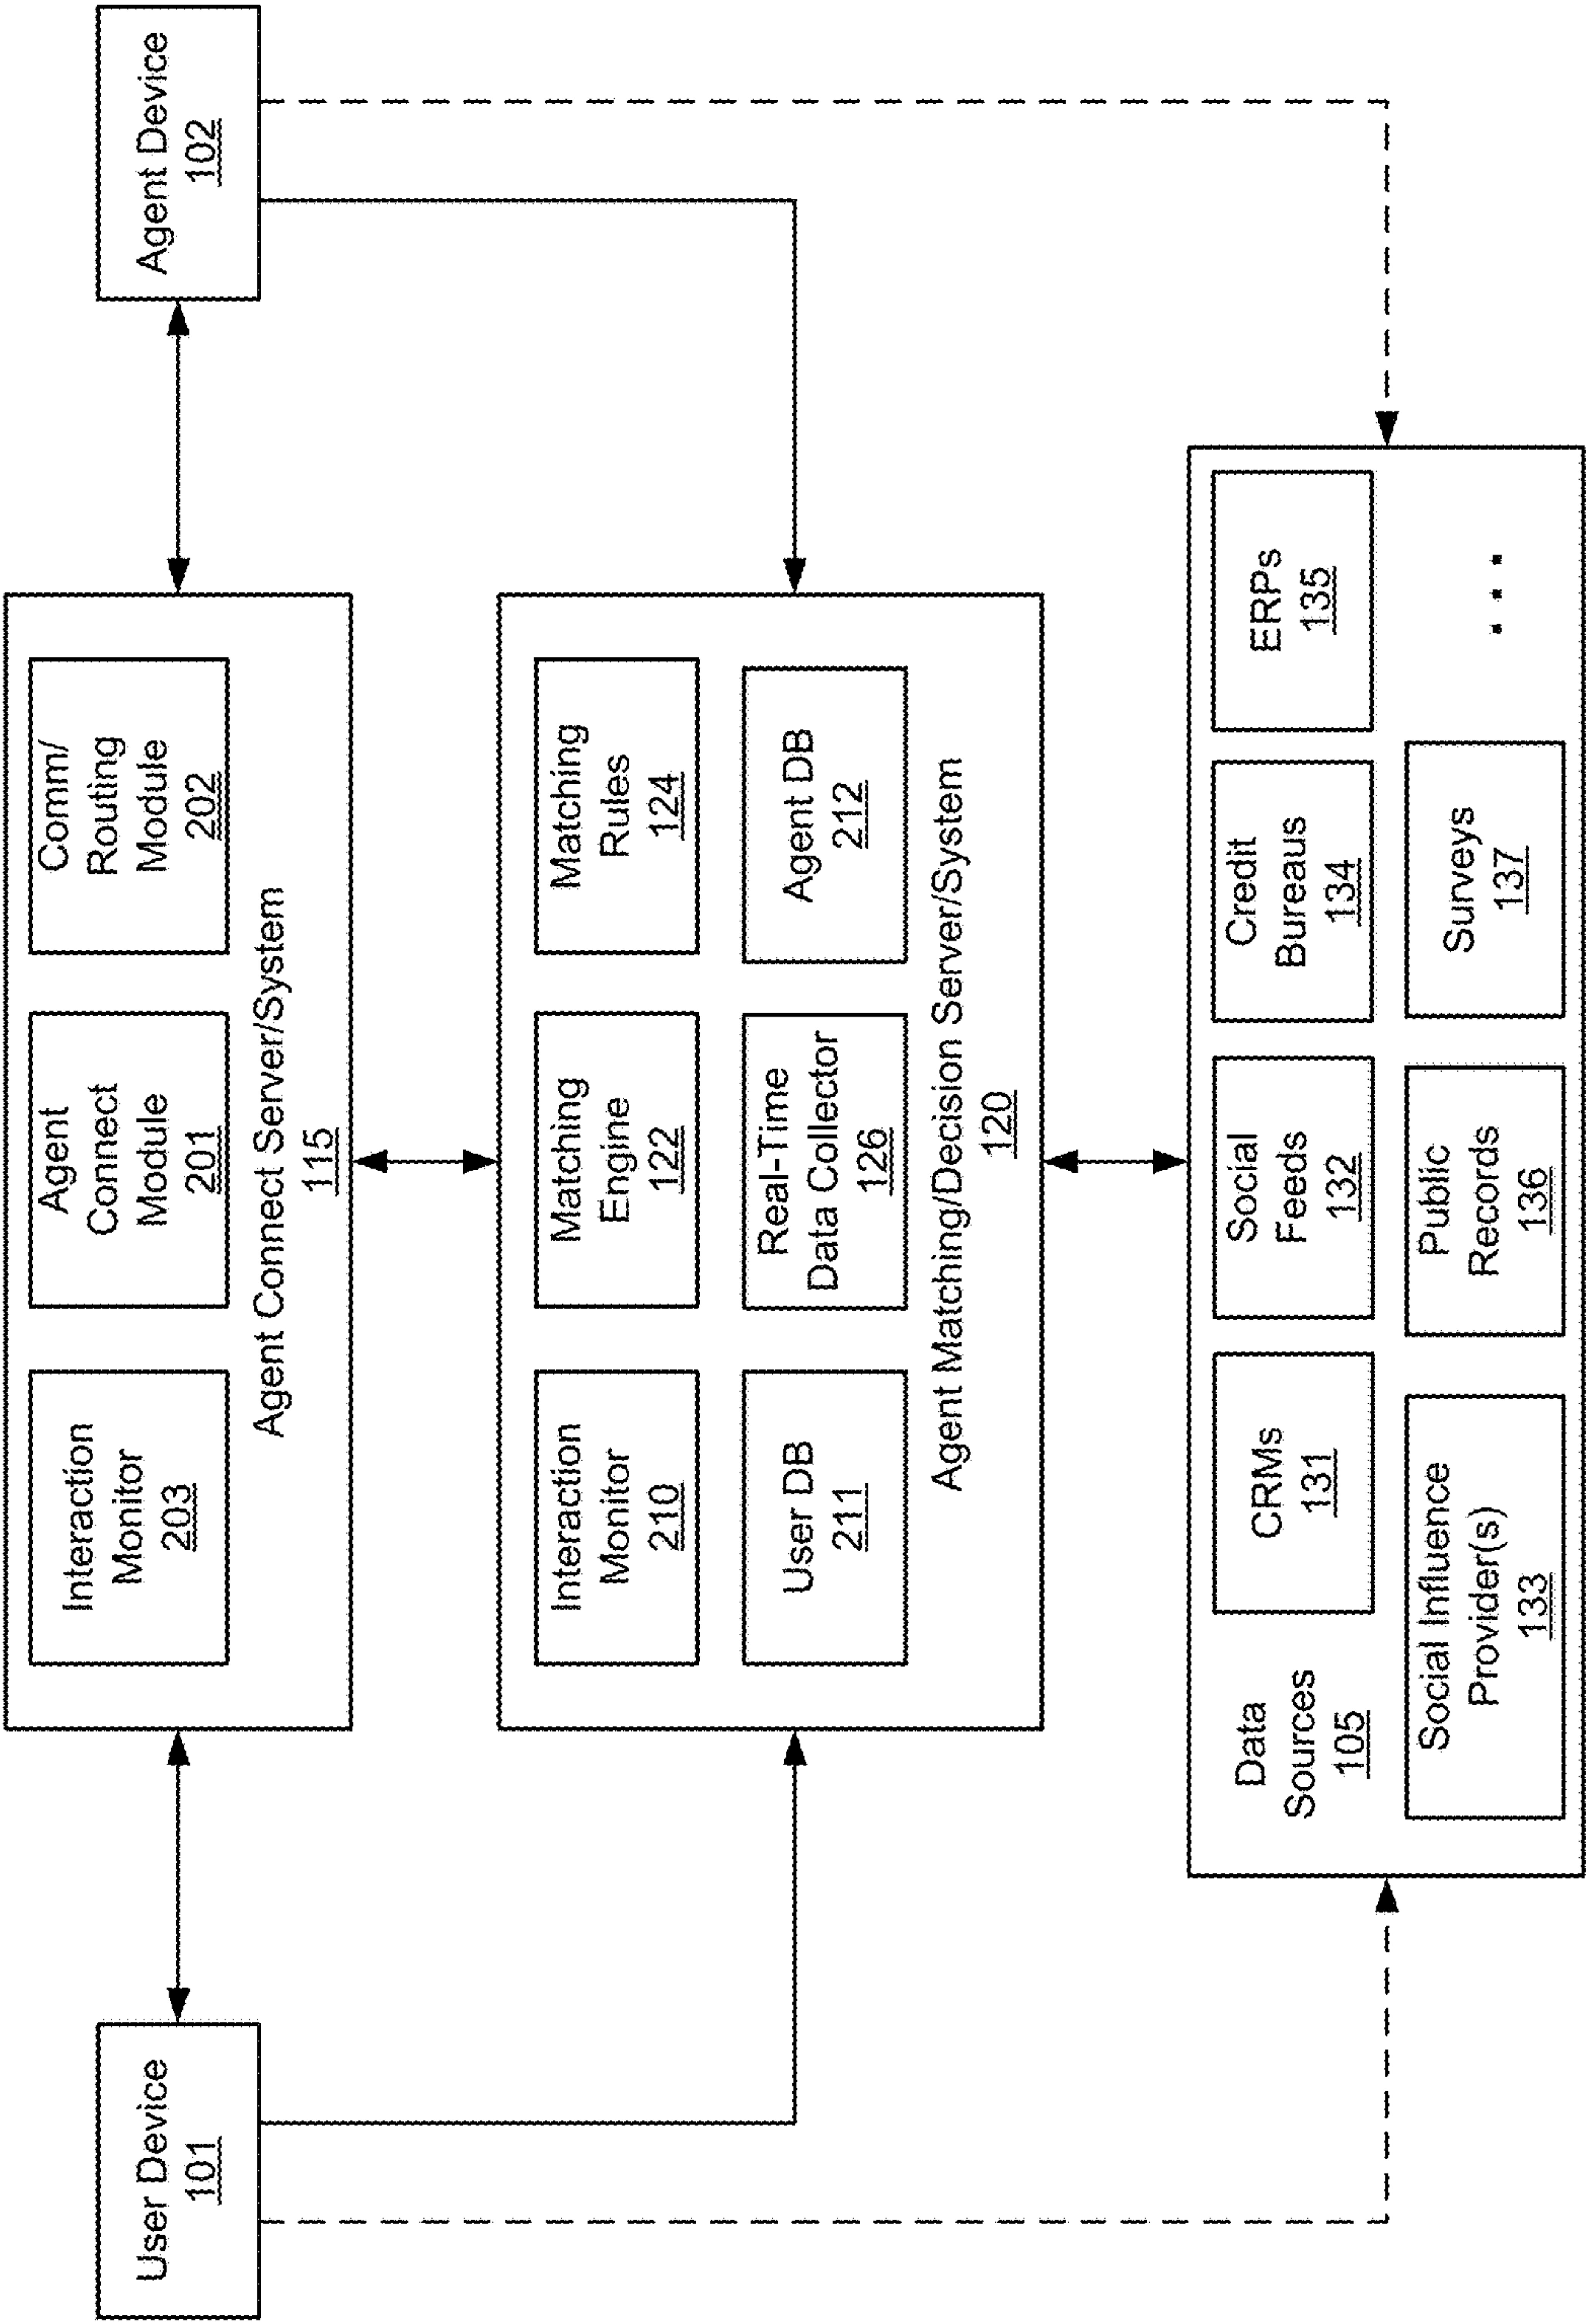 User Device
101
Interaction
Monitor
203
Agent
Connect
Module
201
Comm/
Routing
Module
202
Agent Connect Server/System
115
Agent Device
102
Interaction
Monitor
210
Matching
Engine
122
Matching
Rules
124
User DB
211
Real-Time
Data Collector
126
Agent DB
212
Agent Matching/Decision Server/System
120
Data
Sources
105
CRMs
131
Social
Feeds
132
Credit
Bureaus
134
ERPs
135
Social Influence
Provider(s)
133
Public
Records
136
Surveys
137
. . .